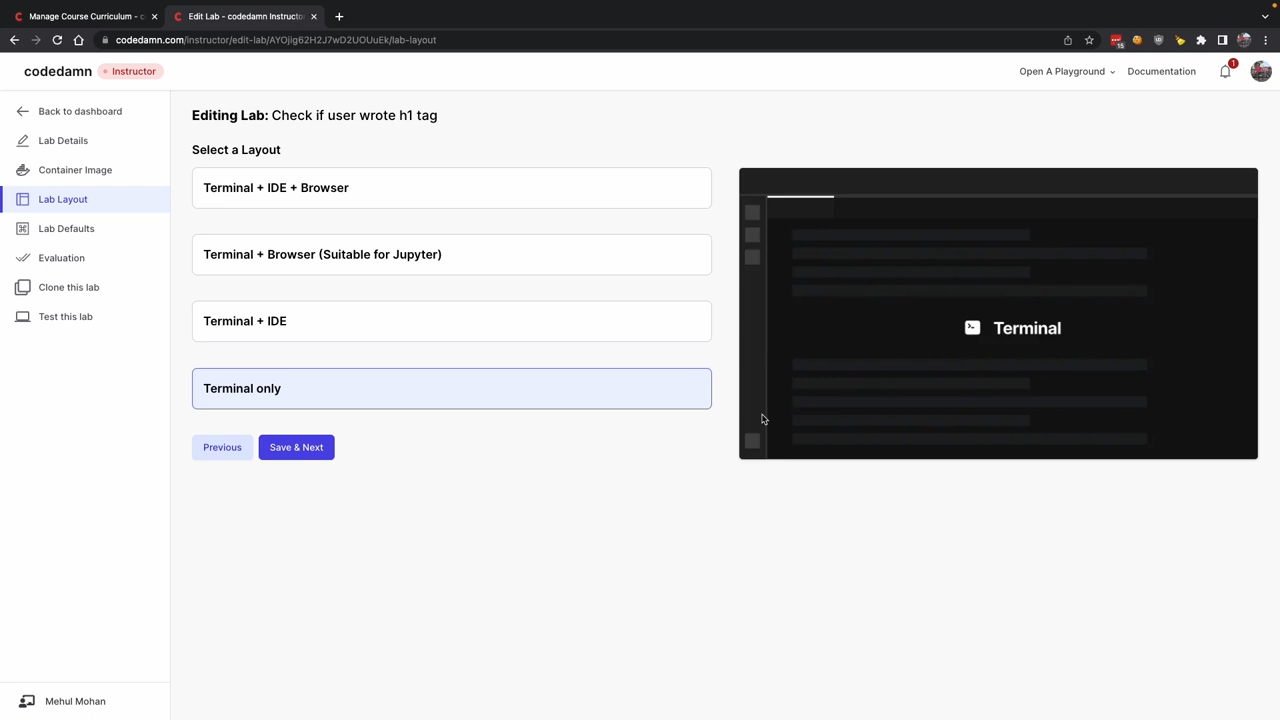 Manage Course Curriculum - c
Edit Lab - codedamn Instructor
codedamn.com/instructor/edit-lab/AYOjig62H2J7wD2UOUuEk/lab-layout
15
codedamn
Instructor
Open A Playground
Documentation
1
Back to dashboard
Lab Details
Container Image
Lab Layout
Lab Defaults
Evaluation
Clone this lab
Test this lab
Editing Lab: Check if user wrote h1 tag
Select a Layout
Terminal + IDE + Browser
Terminal + Browser (Suitable for Jupyter)
Terminal + IDE
Terminal only
Previous
Save & Next
Terminal
Mehul Mohan